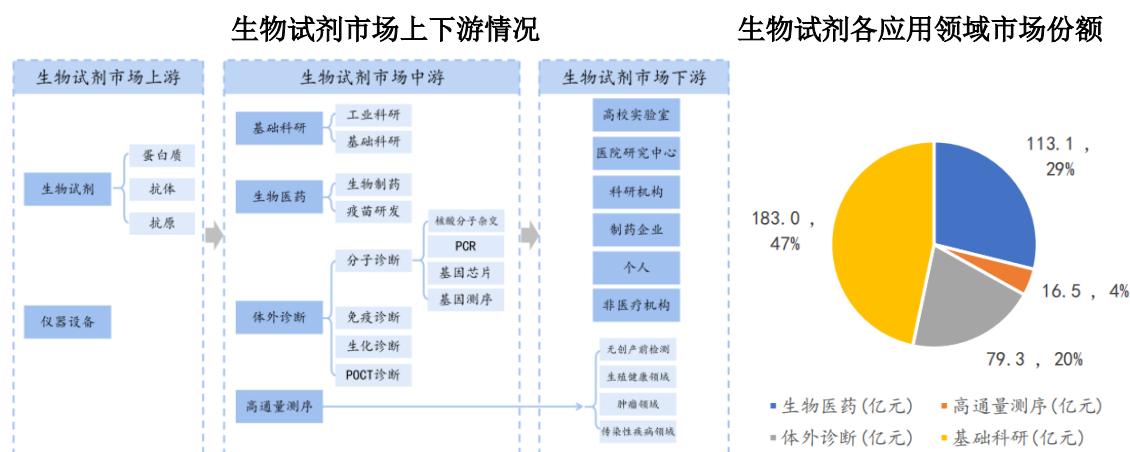 生物试剂市场上下游情况
生物试剂各应用领域市场份额
生物试剂市场上游
生物试剂
蛋白质
抗体
抗原
仪器设备
生物试剂市场中游
基础科研
工业科研
基础科研
生物医药
生物制药
疫苗研发
体外诊断
分子诊断
核酸分子杂交
PCR
基因芯片
基因测序
免疫诊断
生化诊断
POCT诊断
高通量测序
生物试剂市场下游
高校实验室
医院研究中心
科研机构
制药企业
个人
非医疗机构
无创产前检测
生殖健康领域
肿瘤领域
传染性疾病领域
113.1 ,
29%
16.5 , 4%
79.3 , 20%
183.0 ,
47%
生物医药(亿元)
高通量测序(亿元)
体外诊断(亿元)
基础科研(亿元)